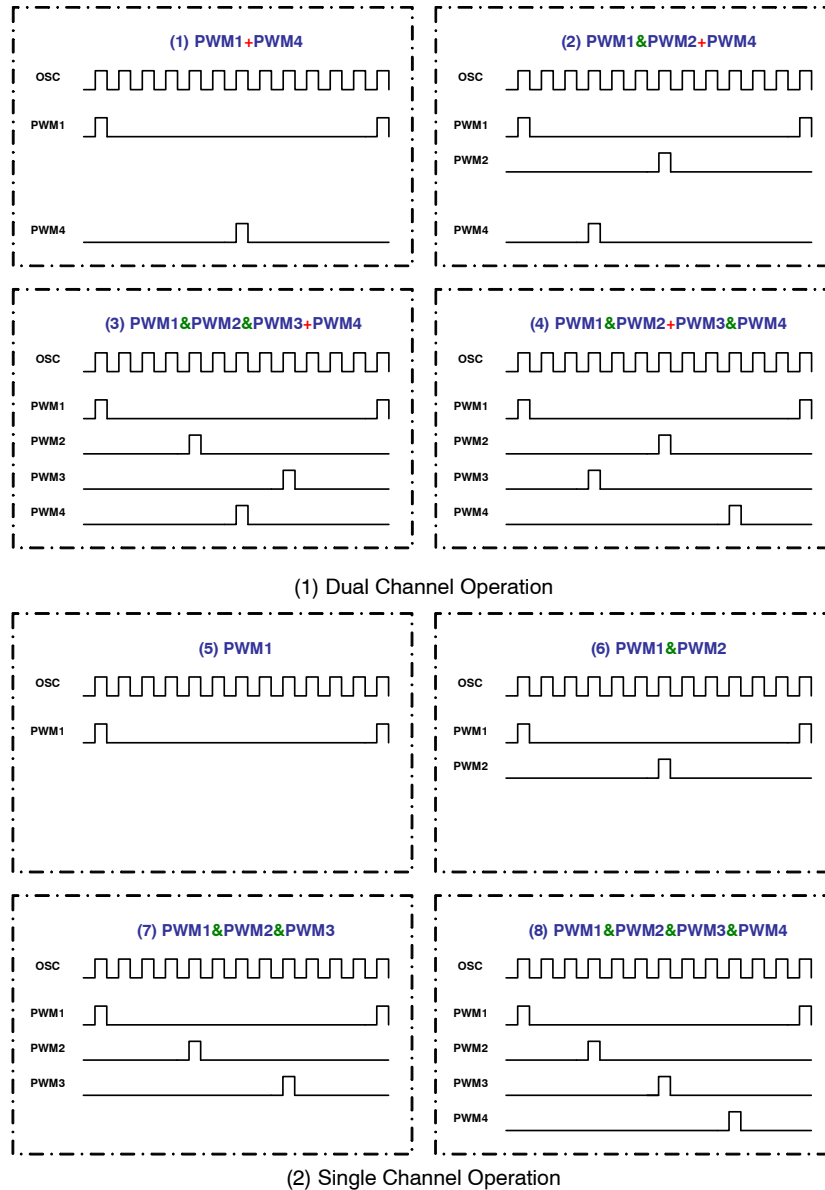 (1) PWM1+PWM4
OSC
PWM1
PWM4
(2) PWM1&PWM2+PWM4
OSC
PWM1
PWM2
PWM4
(3) PWM1&PWM2&PWM3+PWM4
OSC
PWM1
PWM2
PWM3
PWM4
(4) PWM1&PWM2+PWM3&PWM4
OSC
PWM1
PWM2
PWM3
PWM4
(1) Dual Channel Operation
(5) PWM1
OSC
PWM1
(6) PWM1&PWM2
OSC
PWM1
PWM2
(7) PWM1&PWM2&PWM3
OSC
PWM1
PWM2
PWM3
(8) PWM1&PWM2&PWM3&PWM4
OSC
PWM1
PWM2
PWM3
PWM4
(2) Single Channel Operation